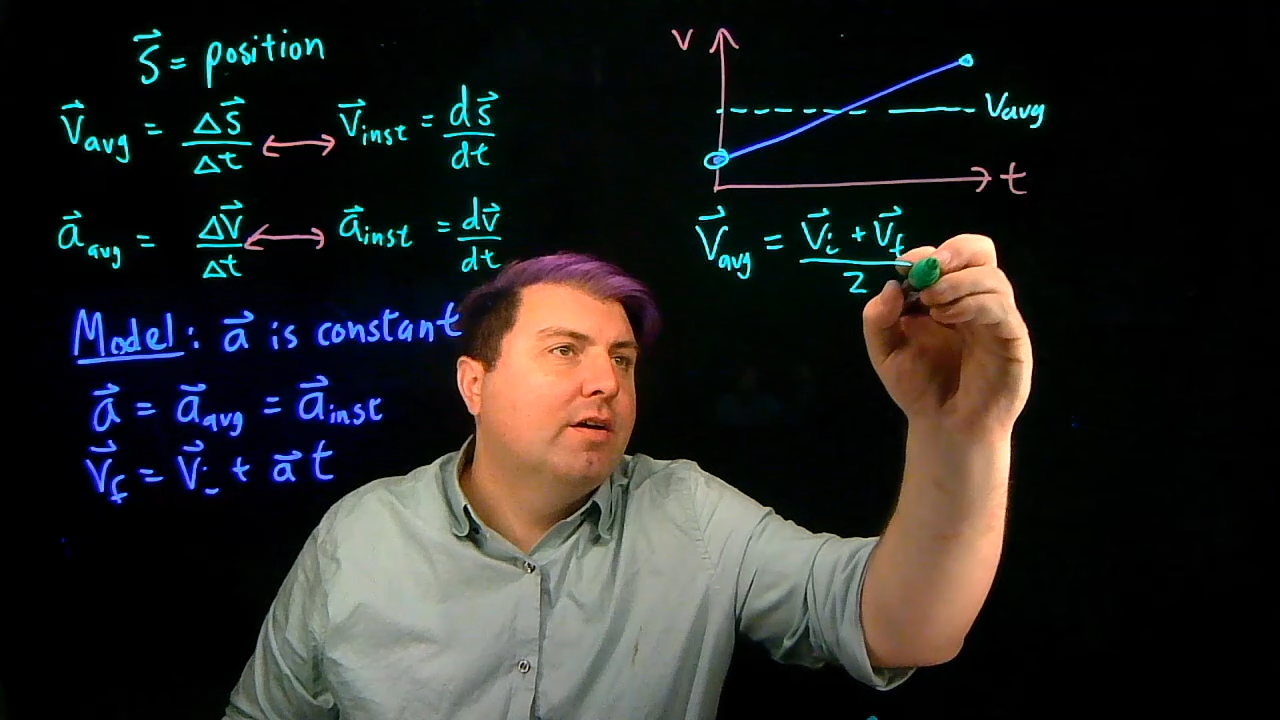 s⃗ = position
v⃗avg = Δs⃗/Δt ⟷ v⃗inst = ds⃗/dt
a⃗avg = Δv⃗/Δt ⟷ a⃗inst = dv⃗/dt
Model: a⃗ is constant
a⃗ = a⃗avg = a⃗inst
v⃗f = v⃗i + a⃗t
v
Vavg
t
v⃗avg = (v⃗i + v⃗f)/2